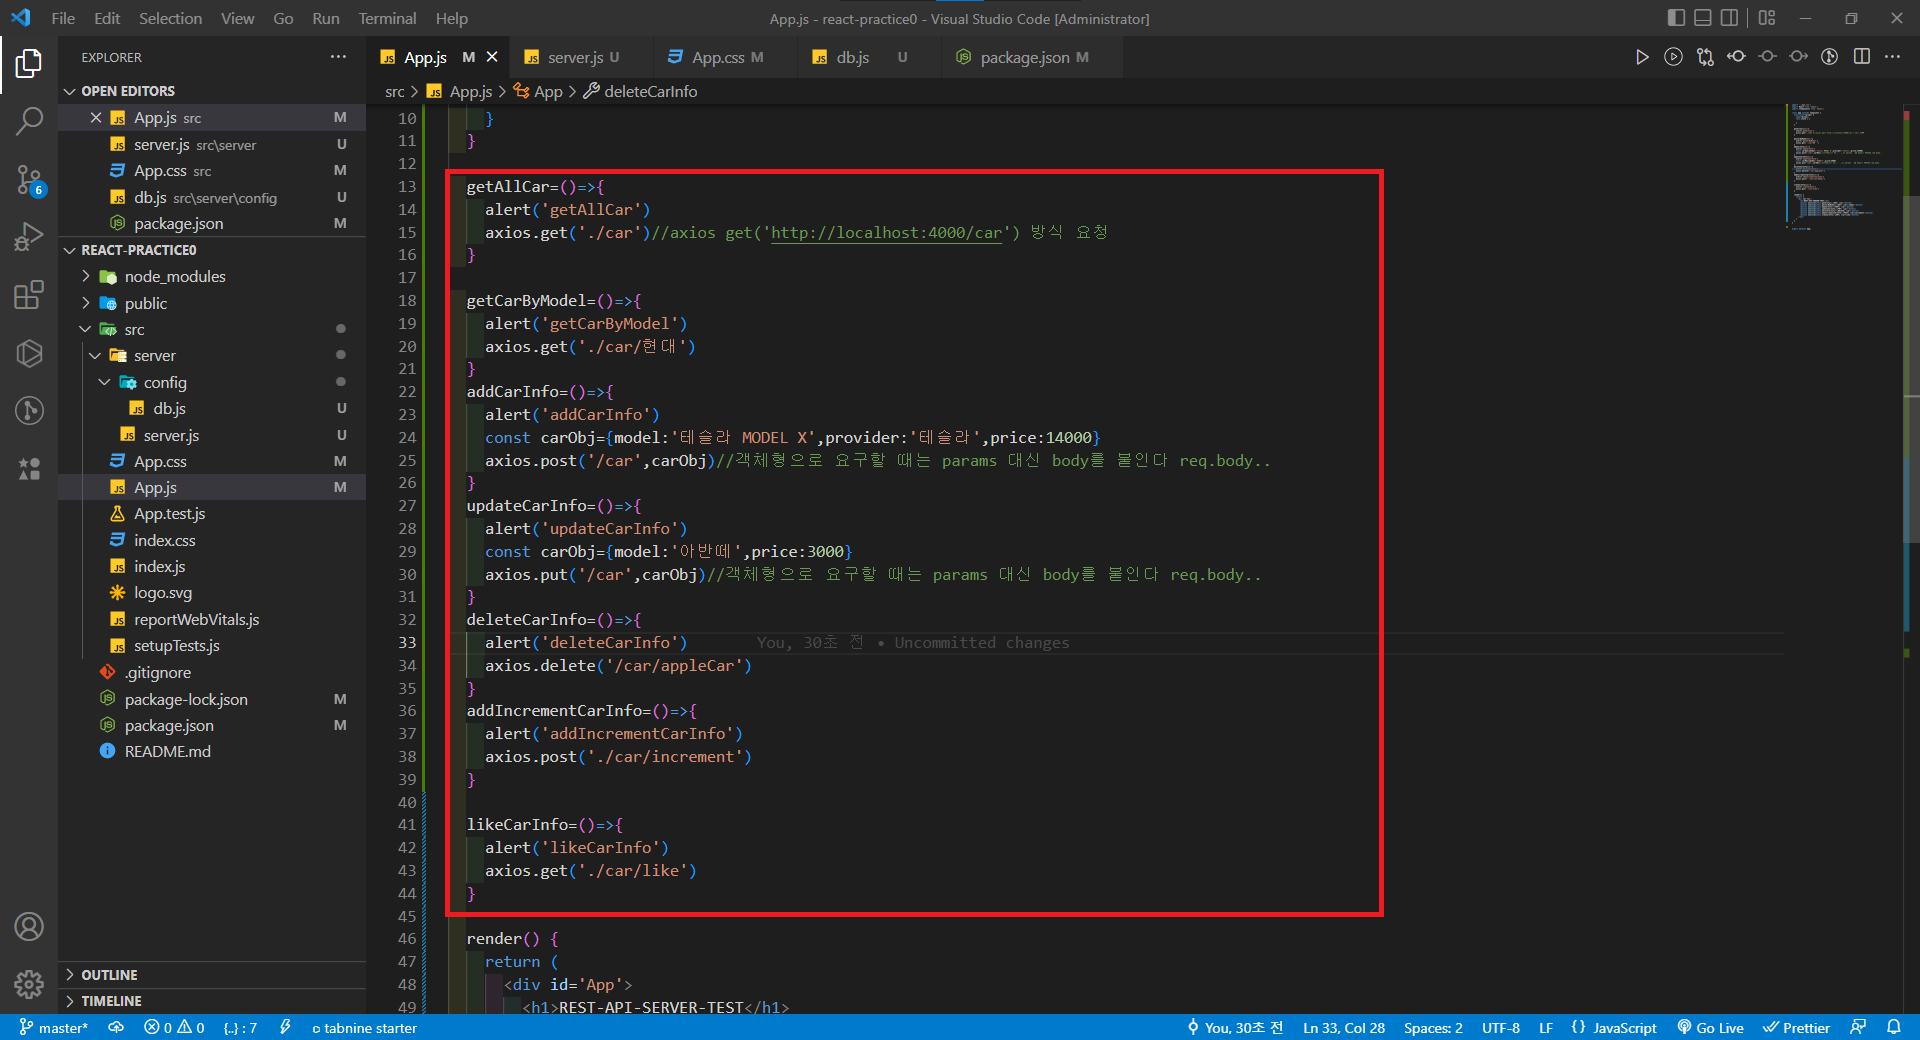 File Edit Selection View Go Run Terminal Help
App.js - react-practice0 - Visual Studio Code [Administrator]
EXPLORER
OPEN EDITORS
App.js src M
server.js src\server U
App.css src M
db.js src\server\config U
package.json M
REACT-PRACTICE0
node_modules
public
src
server
config
db.js U
server.js U
App.css M
App.js M
App.test.js
index.css
index.js
logo.svg
reportWebVitals.js
setupTests.js
.gitignore
package-lock.json M
package.json M
README.md
OUTLINE
TIMELINE
6
App.js M
server.js U
App.css M
db.js U
package.json M
src > App.js > App > deleteCarInfo
10 }
11 }
12
13 getAllCar=()=>{
14 alert('getAllCar')
15 axios.get('./car')//axios get('http://localhost:4000/car') 방식 요청
16 }
17
18 getCarByModel=()=>{
19 alert('getCarByModel')
20 axios.get('./car/현대')
21 }
22 addCarInfo=()=>{
23 alert('addCarInfo')
24 const carObj={model:'테슬라 MODEL X',provider:'테슬라',price:14000}
25 axios.post('/car',carObj)//객체형으로 요구할 때는 params 대신 body를 붙인다 req.body..
26 }
27 updateCarInfo=()=>{
28 alert('updateCarInfo')
29 const carObj={model:'아반떼',price:3000}
30 axios.put('/car',carObj)//객체형으로 요구할 때는 params 대신 body를 붙인다 req.body..
31 }
32 deleteCarInfo=()=>{
33 alert('deleteCarInfo') You, 30초 전 • Uncommitted changes
34 axios.delete('/car/appleCar')
35 }
36 addIncrementCarInfo=()=>{
37 alert('addIncrementCarInfo')
38 axios.post('./car/increment')
39 }
40
41 likeCarInfo=()=>{
42 alert('likeCarInfo')
43 axios.get('./car/like')
44 }
45
46 render() {
47 return (
48 <div id='App'>
49 <h1>REST-API-SERVER-TEST</h1>
master* 0 0 {..} : 7 tabnine starter You, 30초 전 Ln 33, Col 28 Spaces: 2 UTF-8 LF {} JavaScript Go Live Prettier